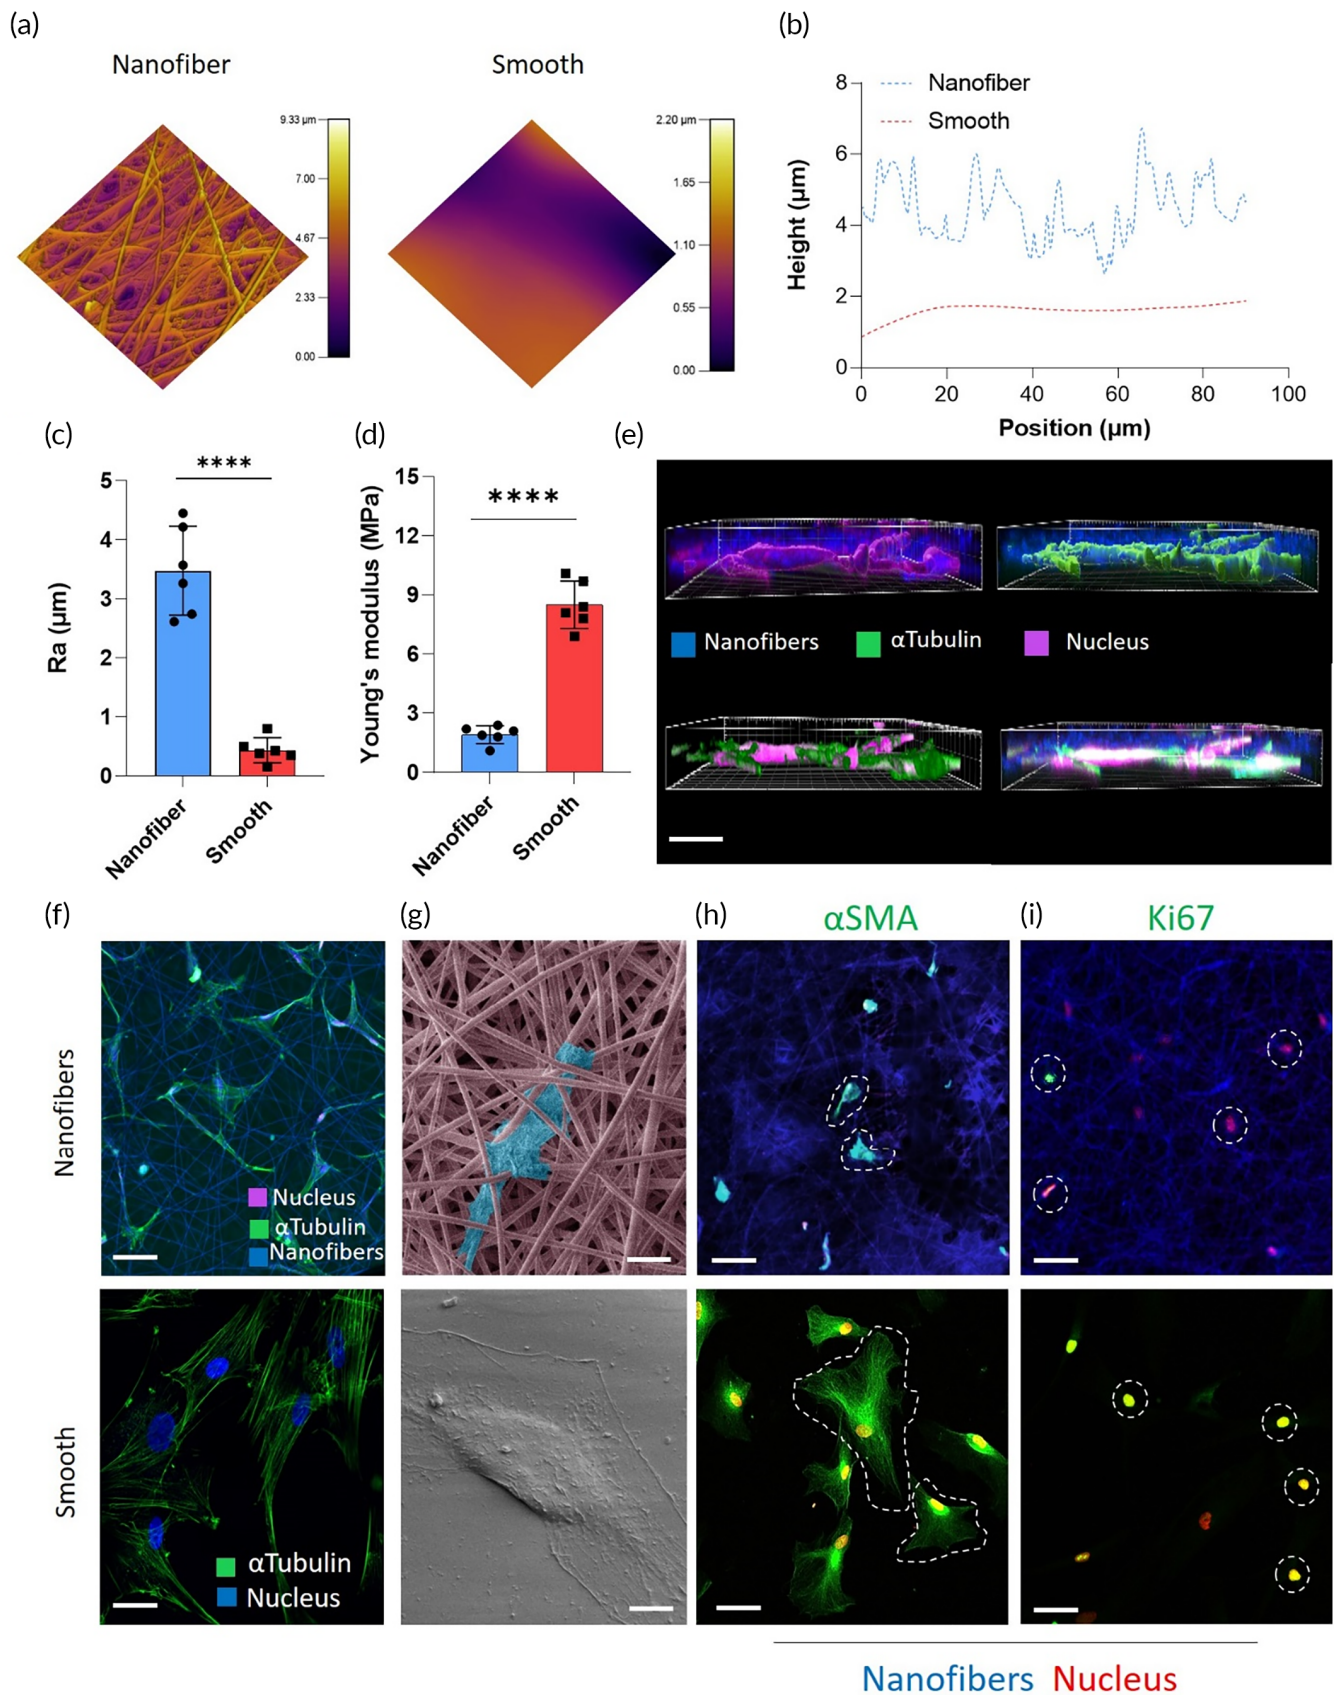 (a)
Nanofiber
Smooth
9.33 µm
7.00
4.67
2.33
0.00
2.20 µm
1.65
1.10
0.55
0.00
(b)
Nanofiber
Smooth
8
6
4
2
0
Height (µm)
0 20 40 60 80 100
Position (µm)
(c)
****
5
4
3
2
1
0
Ra (µm)
Nanofiber
Smooth
(d)
****
15
12
9
6
3
0
Young's modulus (MPa)
Nanofiber
Smooth
(e)
Nanofibers
αTubulin
Nucleus
(f)
(g)
(h)
αSMA
(i)
Ki67
Nanofibers
Nucleus
αTubulin
Nanofibers
Smooth
αTubulin
Nucleus
Nanofibers Nucleus